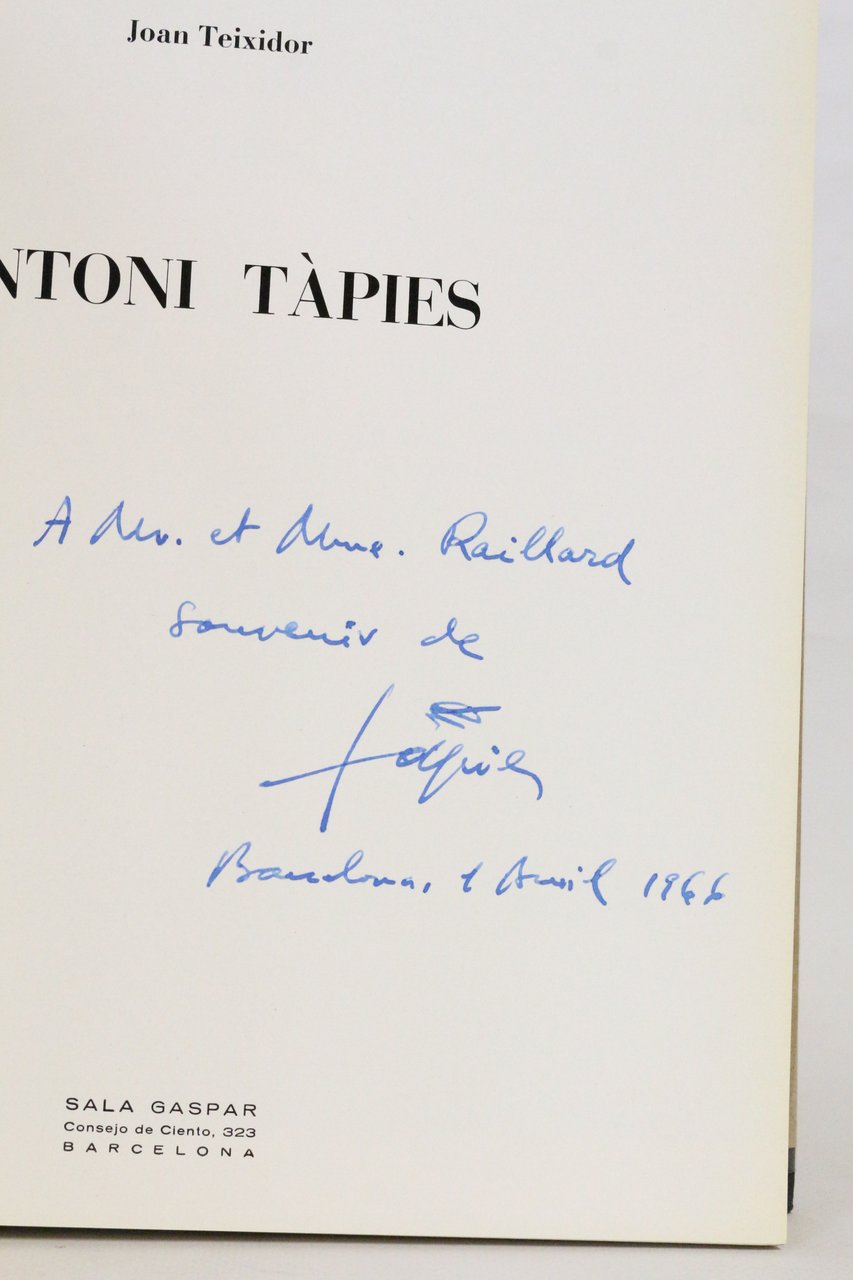 Joan Teixidor
NTONI TÀPIES
A Mr. et Mme. Raillard
souvenir de
Tàpies
Barcelona, 1 Avril 1966
SALA GASPAR
Consejo de Ciento, 323
BARCELONA